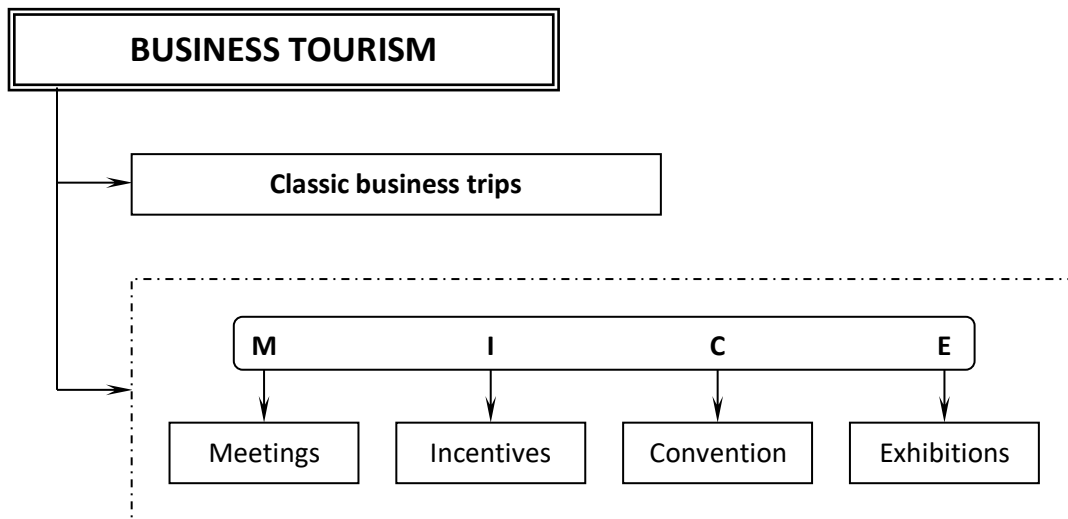 BUSINESS TOURISM
Classic business trips
M I C E
Meetings Incentives Convention Exhibitions